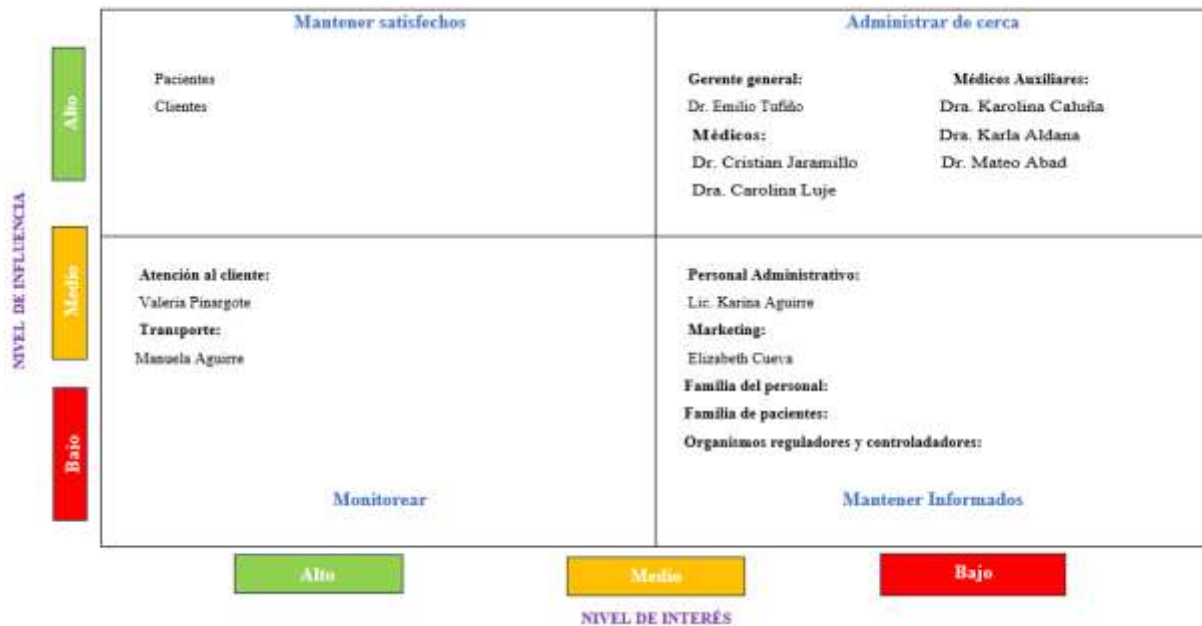 Mantener satisfechos
Pacientes
Clientes
Administrar de cerca
Gerente general:
Dr. Emilio Tufiño
Médicos:
Dr. Cristian Jaramillo
Dra. Carolina Luje
Médicos Auxiliares:
Dra. Karolina Caluña
Dra. Karla Aldana
Dr. Mateo Abad
NIVEL DE INFLUENCIA
Alto
Medio
Bajo
Atención al cliente:
Valeria Pinargote
Transporte:
Manuela Aguirre
Monitorear
Personal Administrativo:
Lic. Karina Aguirre
Marketing:
Elizabeth Cueva
Familia del personal:
Familia de pacientes:
Organismos reguladores y controladadores:
Mantener Informados
Alto
Medio
Bajo
NIVEL DE INTERÉS